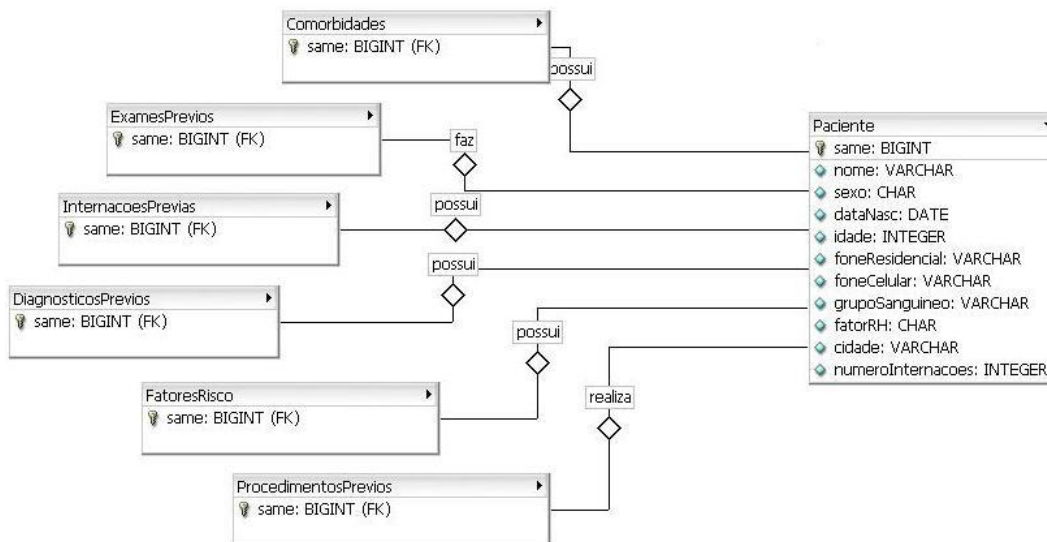 Comorbidades
same: BIGINT (FK)
possui
ExamesPrevios
same: BIGINT (FK)
faz
InternacoesPrevias
same: BIGINT (FK)
possui
DiagnosticosPrevios
same: BIGINT (FK)
possui
FatoresRisco
same: BIGINT (FK)
possui
ProcedimentosPrevios
same: BIGINT (FK)
realiza
Paciente
same: BIGINT
nome: VARCHAR
sexo: CHAR
dataNasc: DATE
idade: INTEGER
foneResidencial: VARCHAR
foneCelular: VARCHAR
grupoSanguineo: VARCHAR
fatorRH: CHAR
cidade: VARCHAR
numeroInternacoes: INTEGER